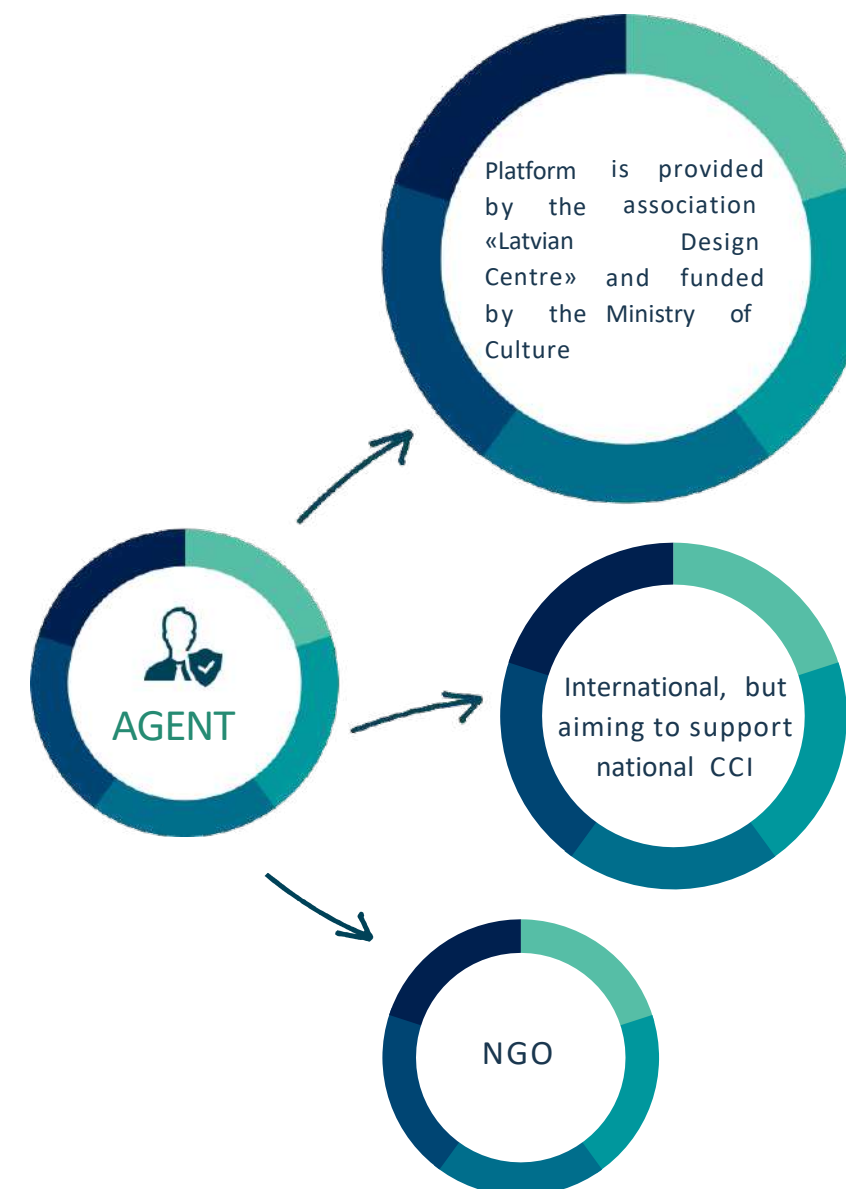 Platform is provided
by the association
«Latvian Design
Centre» and funded
by the Ministry of
Culture
AGENT
International, but
aiming to support
national CCI
NGO